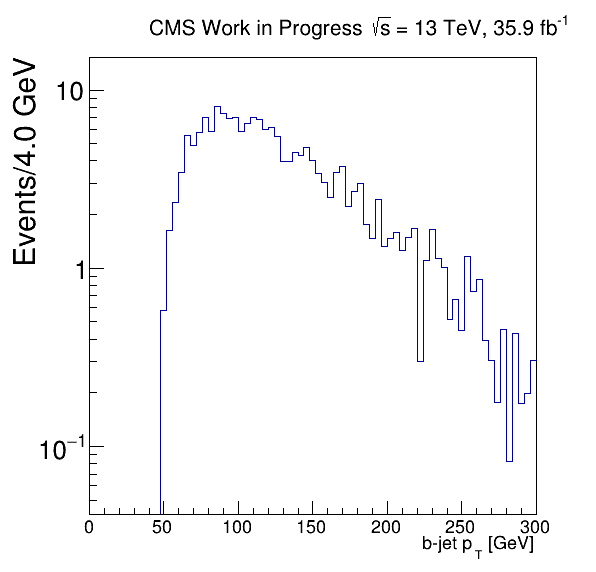 CMS Work in Progress √s = 13 TeV, 35.9 fb⁻¹
Events/4.0 GeV
10
1
10⁻¹
0 50 100 150 200 250 300
b-jet p_T [GeV]